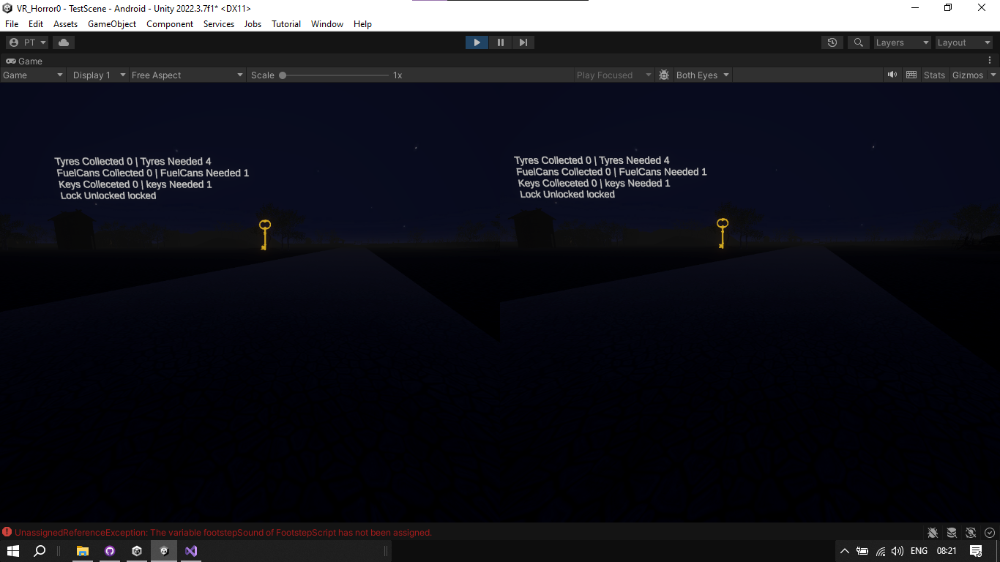 VR_Horror0 - TestScene - Android - Unity 2022.3.7f1* <DX11>
File Edit Assets GameObject Component Services Jobs Tutorial Window Help
PT Layers Layout
Game
Game Display 1 Free Aspect Scale 1x Play Focused Both Eyes Stats Gizmos
Tyres Collected 0 | Tyres Needed 4
FuelCans Collected 0 | FuelCans Needed 1
Keys Colleceted 0 | keys Needed 1
Lock Unlocked locked
Tyres Collected 0 | Tyres Needed 4
FuelCans Collected 0 | FuelCans Needed 1
Keys Colleceted 0 | keys Needed 1
Lock Unlocked locked
UnassignedReferenceException: The variable footstepSound of FootstepScript has not been assigned.
ENG 08:21